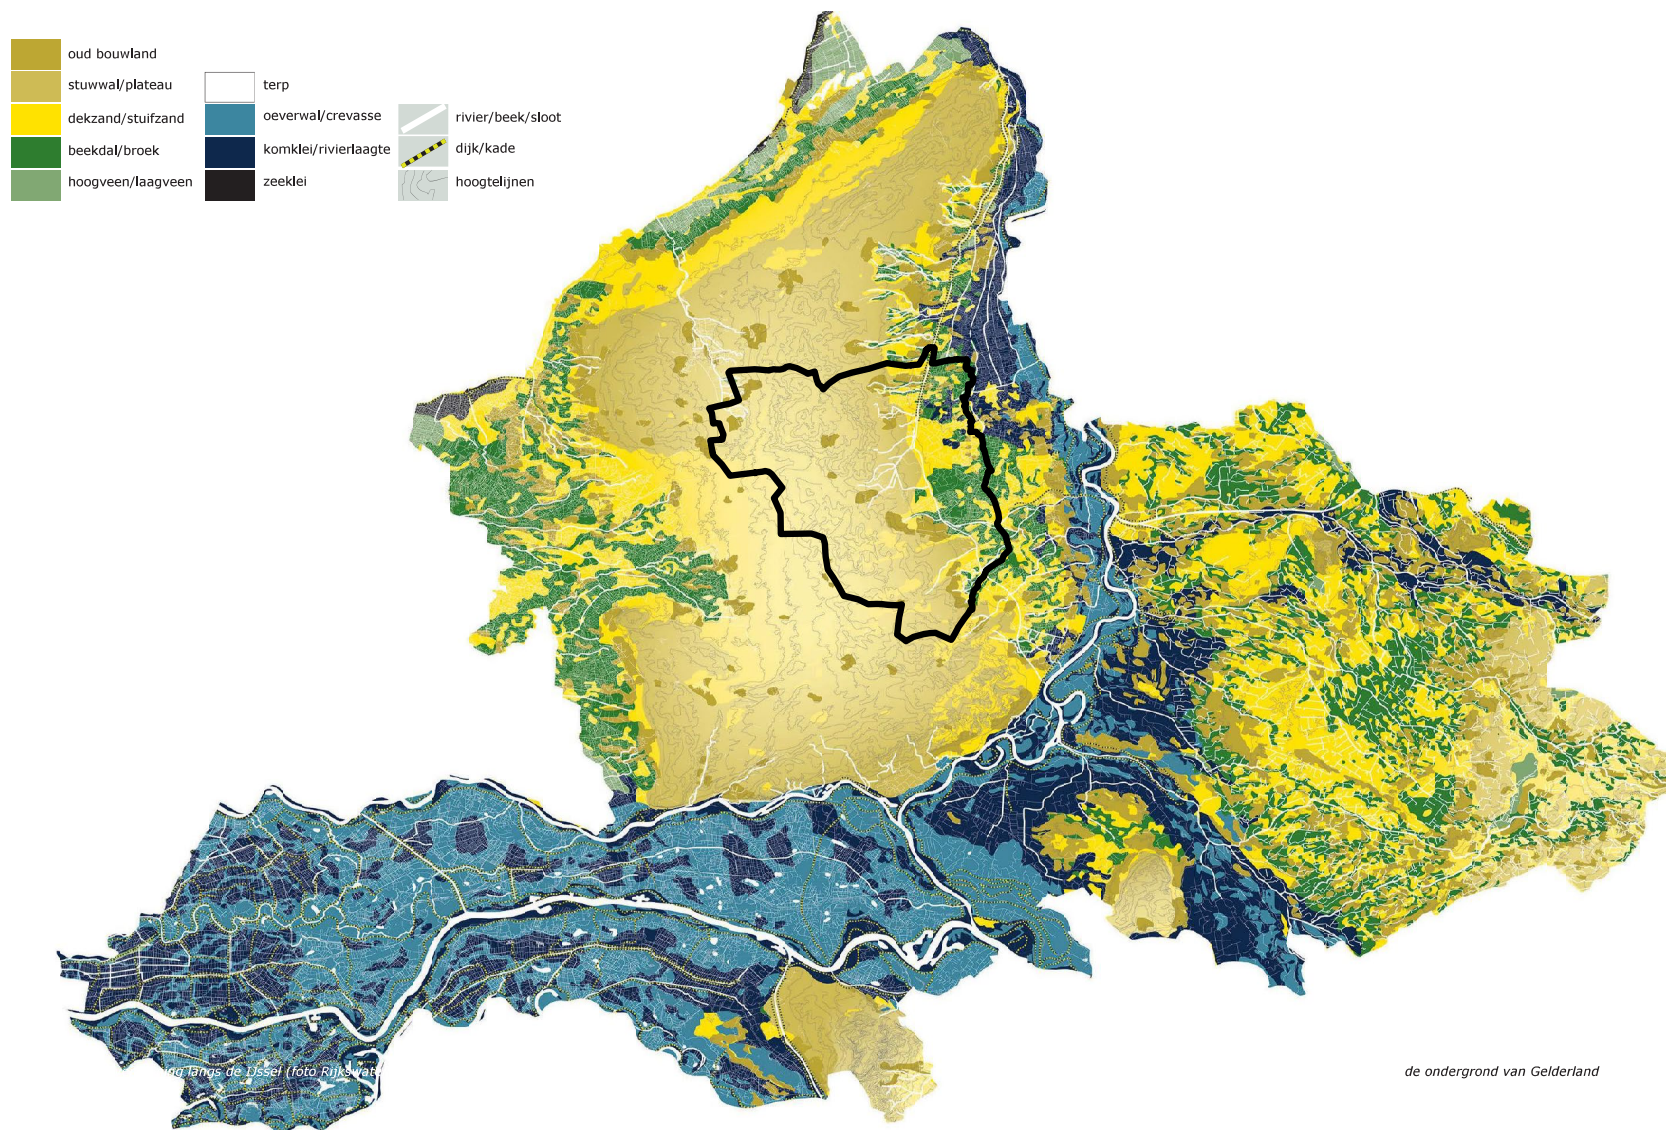 oud bouwland
stuwwal/plateau
dekzand/stuifzand
beekdal/broek
hoogveen/laagveen
terp
oeverwal/crevasse
komklei/rivierlaagte
zeeklei
rivier/beek/sloot
dijk/kade
hoogtelijnen
langs de IJssel (foto
de ondergrond van Gelderland